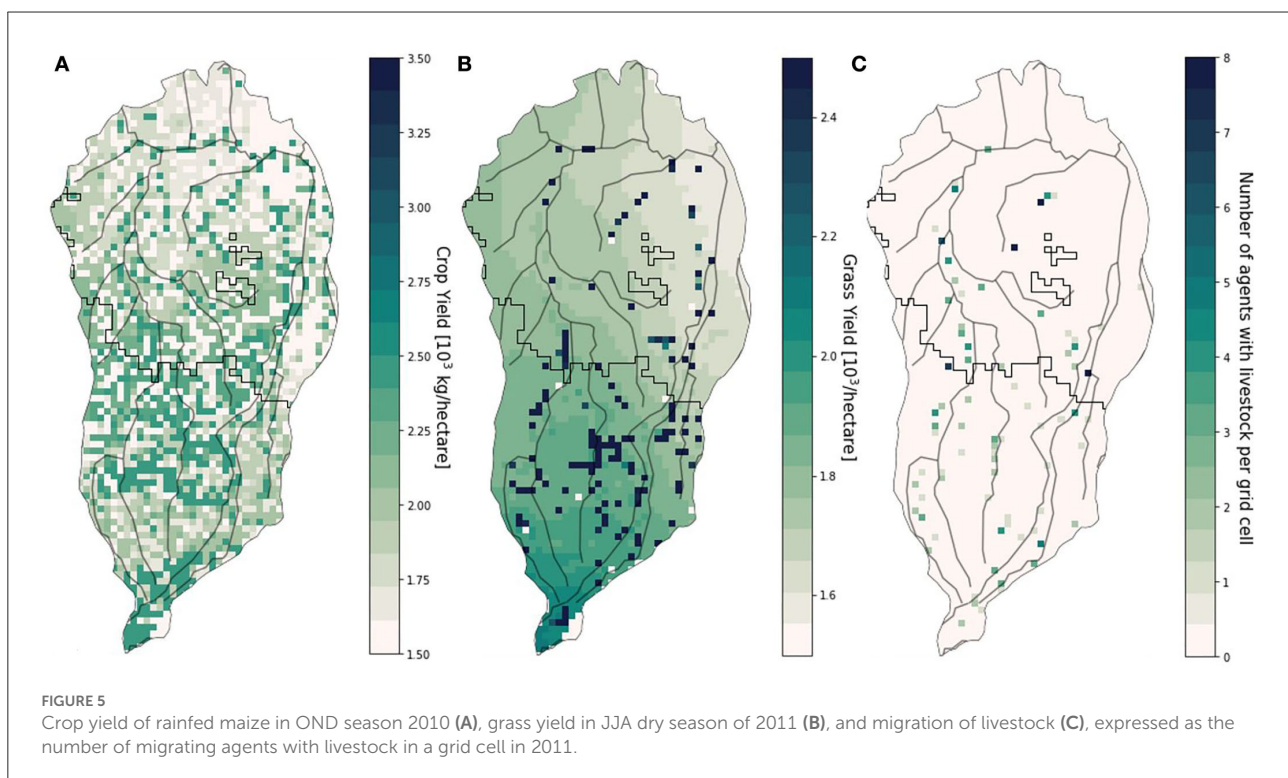 A
3.50
3.25
3.00
2.75
2.50
2.25
2.00
1.75
1.50
Crop Yield [10³ kg/hectare]
B
2.4
2.2
2.0
1.8
1.6
Grass Yield [10³/hectare]
C
8
7
6
5
4
3
2
1
0
Number of agents with livestock per grid cell
FIGURE 5
Crop yield of rainfed maize in OND season 2010 (A), grass yield in JJA dry season of 2011 (B), and migration of livestock (C), expressed as the
number of migrating agents with livestock in a grid cell in 2011.